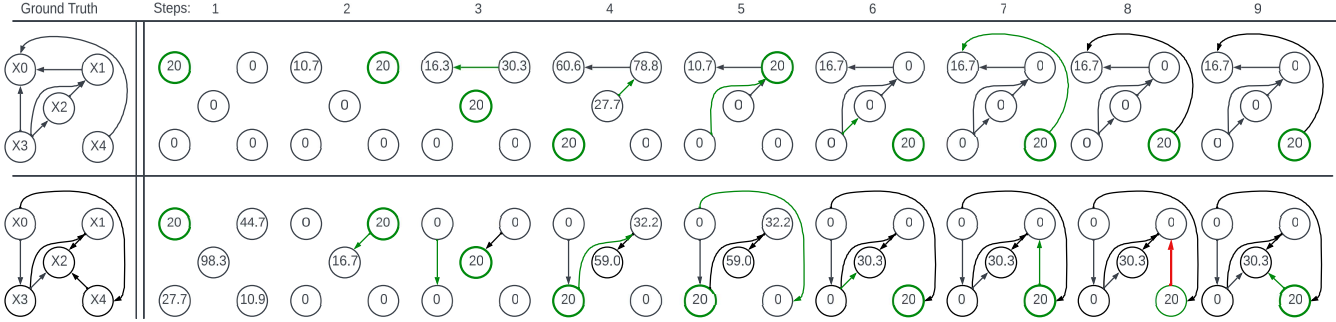 Ground Truth Steps: 1 2 3 4 5 6 7 8 9
X0 X1 20 0 10.7 20 16.3 30.3 60.6 78.8 10.7 20 16.7 0 16.7 0 16.7 0 16.7 0
X2 0 0 20 27.7 0 0 0 0 0
X3 X4 0 0 0 0 0 0 20 0 0 0 0 20 0 20 0 20 0 20
X0 X1 20 44.7 0 20 0 0 0 32.2 0 32.2 0 0 0 0 0 0 0 0
X2 98.3 16.7 20 59.0 59.0 30.3 30.3 30.3 30.3
X3 X4 27.7 10.9 0 0 0 0 20 0 20 0 0 20 0 20 0 20 0 20